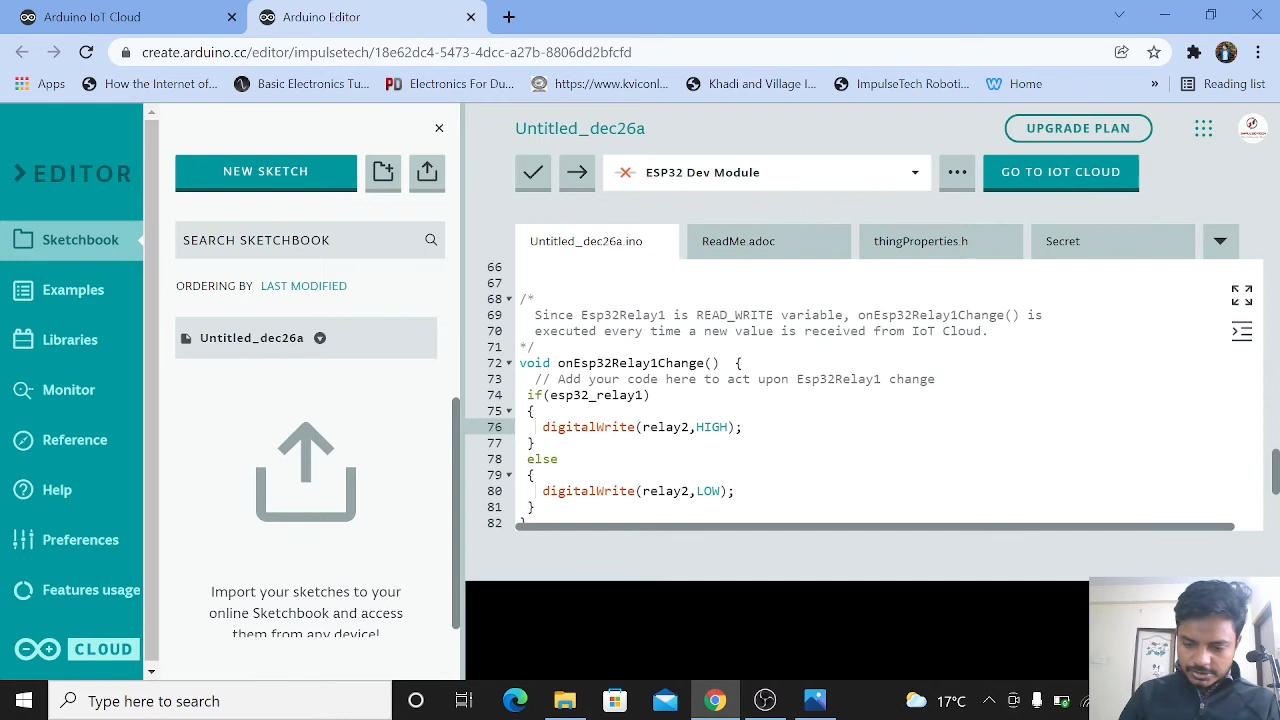 Arduino IoT Cloud
Arduino Editor
create.arduino.cc/editor/impulsetech/18e62dc4-5473-4dcc-a27b-8806dd2bfcfd
Apps
How the Internet of...
Basic Electronics Tu...
Electronics For Du...
https://www.kviconl...
Khadi and Village I...
ImpulseTech Roboti...
Home
»
Reading list
EDITOR
Sketchbook
Examples
Libraries
Monitor
Reference
Help
Preferences
Features usage
CLOUD
NEW SKETCH
SEARCH SKETCHBOOK
ORDERING BY LAST MODIFIED
Untitled_dec26a
Import your sketches to your
online Sketchbook and access
them from any device!
Untitled_dec26a
UPGRADE PLAN
ESP32 Dev Module
GO TO IOT CLOUD
Untitled_dec26a.ino
ReadMe.adoc
thingProperties.h
Secret
66
67
68 /*
69 Since Esp32Relay1 is READ_WRITE variable, onEsp32Relay1Change() is
70 executed every time a new value is received from IoT Cloud.
71 */
72 void onEsp32Relay1Change() {
73 // Add your code here to act upon Esp32Relay1 change
74 if(esp32_relay1)
75 {
76 digitalWrite(relay2,HIGH);
77 }
78 else
79 {
80 digitalWrite(relay2,LOW);
81 }
82 }
Type here to search
17°C